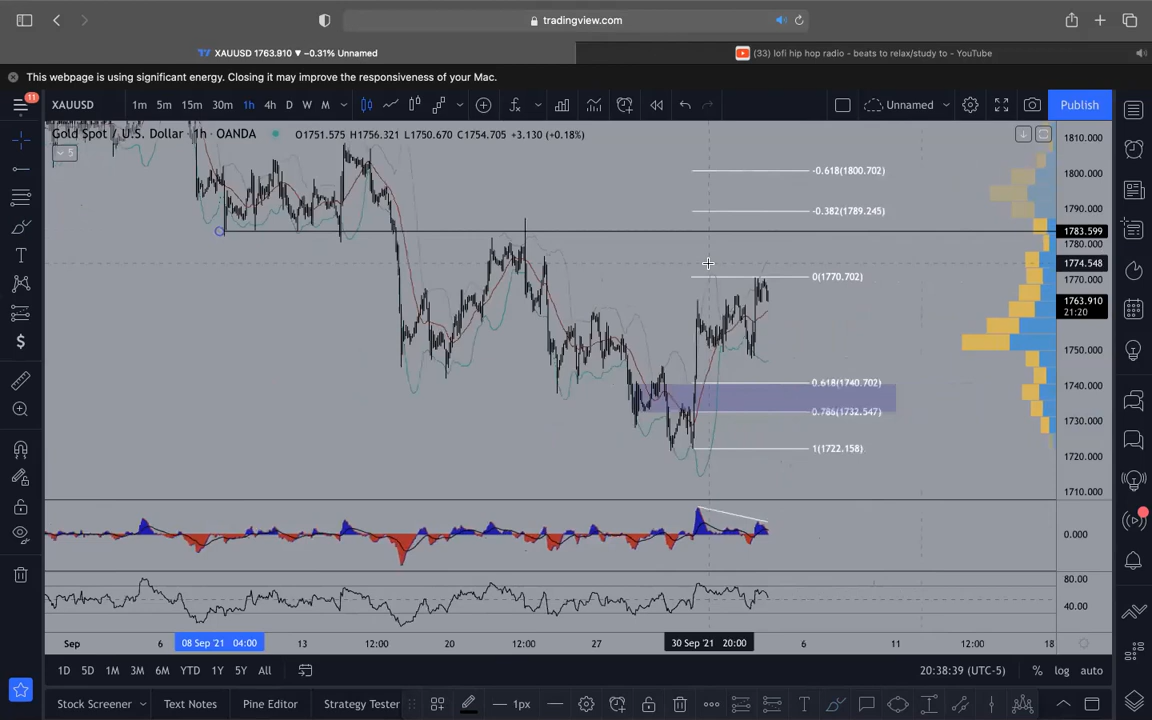 tradingview.com
XAUUSD 1763.910 ▼ −0.31% Unnamed
(33) lofi hip hop radio - beats to relax/study to - YouTube
This webpage is using significant energy. Closing it may improve the responsiveness of your Mac.
11
XAUUSD
1m 5m 15m 30m 1h 4h D W M
Unnamed
Publish
Gold Spot / U.S. Dollar · 1h · OANDA
O1751.575 H1756.321 L1750.670 C1754.705 +3.130 (+0.18%)
5
1810.000
1800.000
1790.000
1783.599
1780.000
1774.548
1770.000
1763.910
21:20
1750.000
1740.000
1730.000
1720.000
1710.000
-0.618(1800.702)
-0.382(1789.245)
0(1770.702)
0.618(1740.702)
0.786(1732.547)
1(1722.158)
0.000
80.00
40.00
Sep 6 08 Sep '21 04:00 13 12:00 20 12:00 27 30 Sep '21 20:00 6 11 12:00 18
1D 5D 1M 3M 6M YTD 1Y 5Y All
20:38:39 (UTC-5) % log auto
Stock Screener Text Notes Pine Editor Strategy Tester
1px